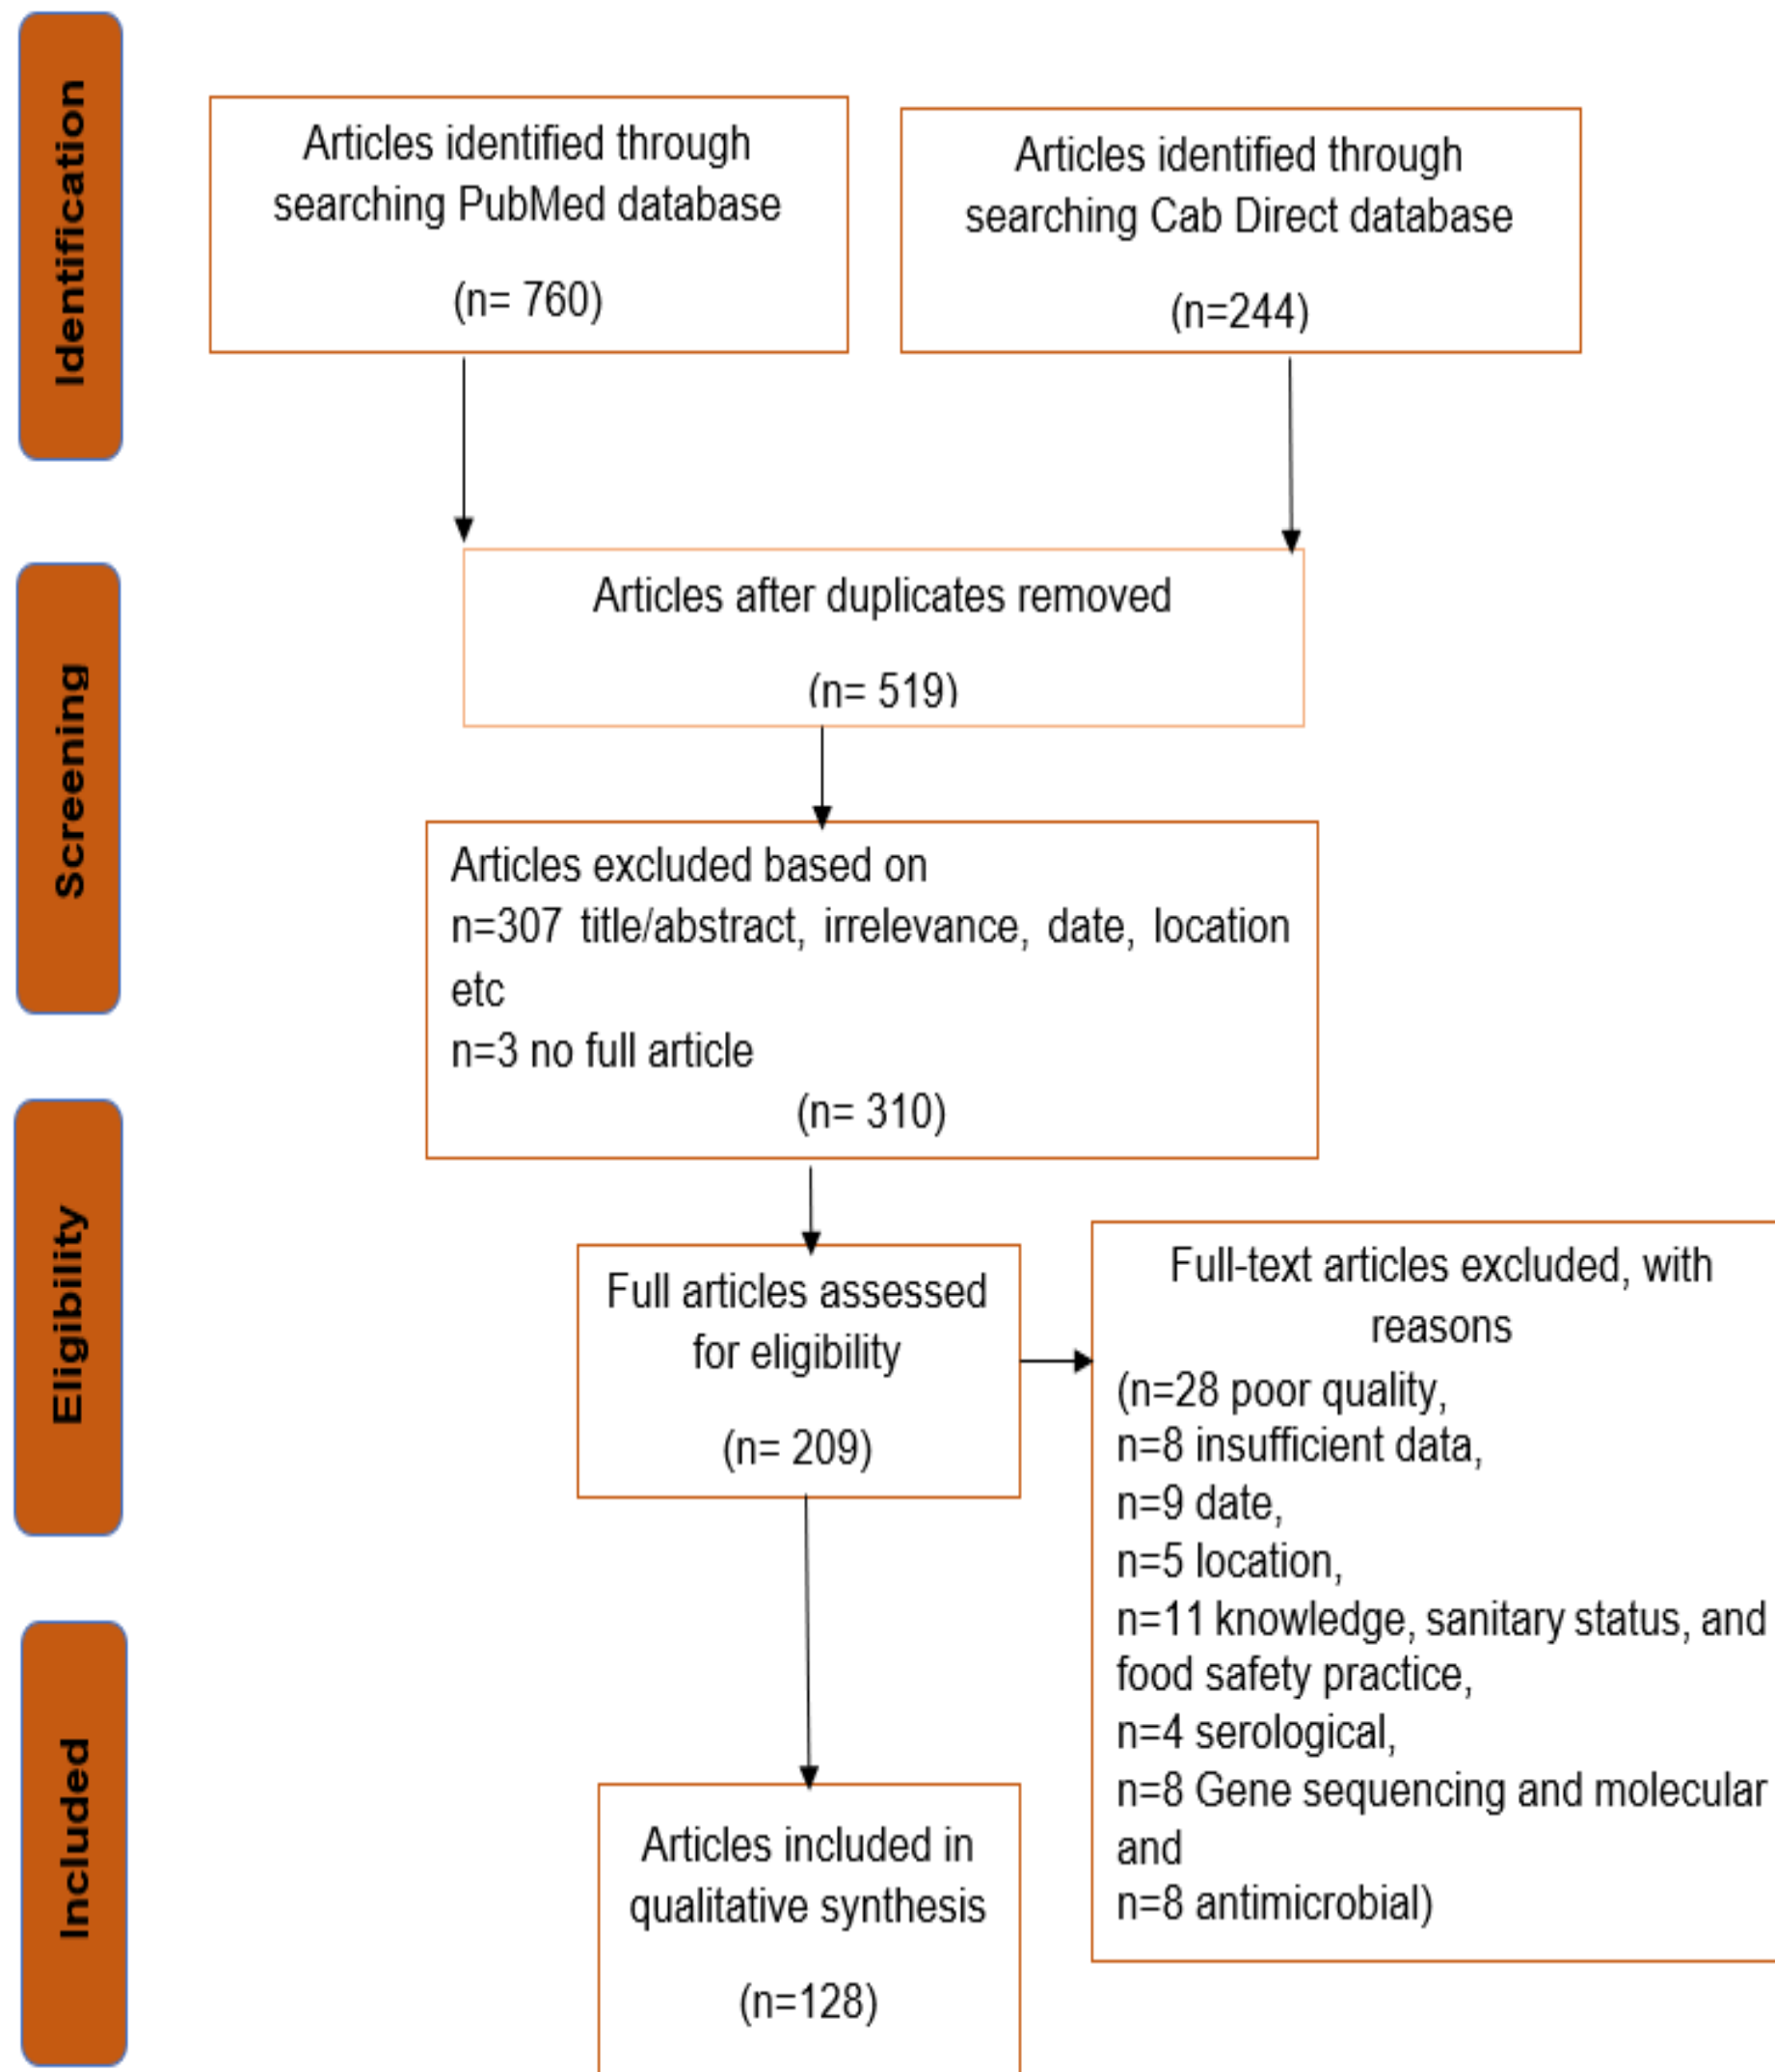 Identification
Articles identified through
searching PubMed database
(n= 760)
Articles identified through
searching Cab Direct database
(n=244)
Screening
Articles after duplicates removed
(n= 519)
Articles excluded based on
n=307 title/abstract, irrelevance, date, location
etc
n=3 no full article
(n= 310)
Eligibility
Full articles assessed
for eligibility
(n= 209)
Full-text articles excluded, with
reasons
(n=28 poor quality,
n=8 insufficient data,
n=9 date,
n=5 location,
n=11 knowledge, sanitary status, and
food safety practice,
n=4 serological,
n=8 Gene sequencing and molecular
and
n=8 antimicrobial)
Included
Articles included in
qualitative synthesis
(n=128)